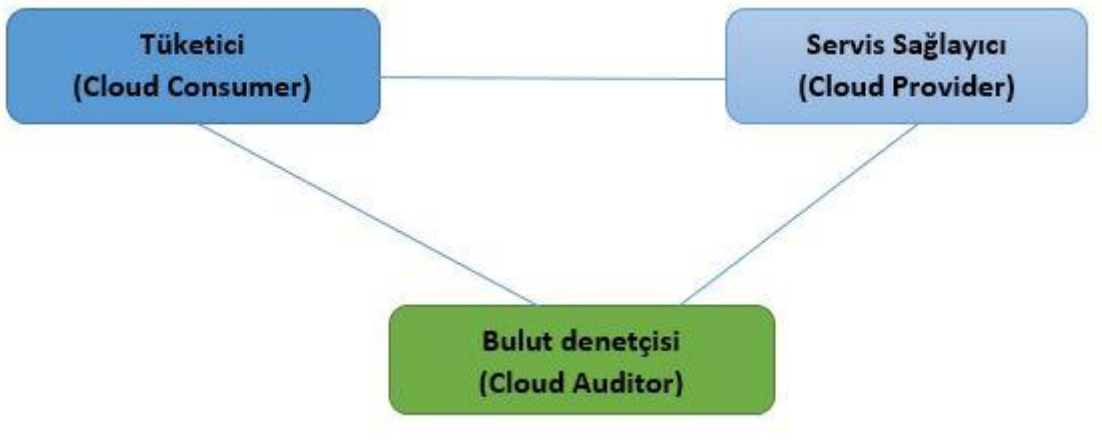 Tüketici
(Cloud Consumer)
Servis Sağlayıcı
(Cloud Provider)
Bulut denetçisi
(Cloud Auditor)